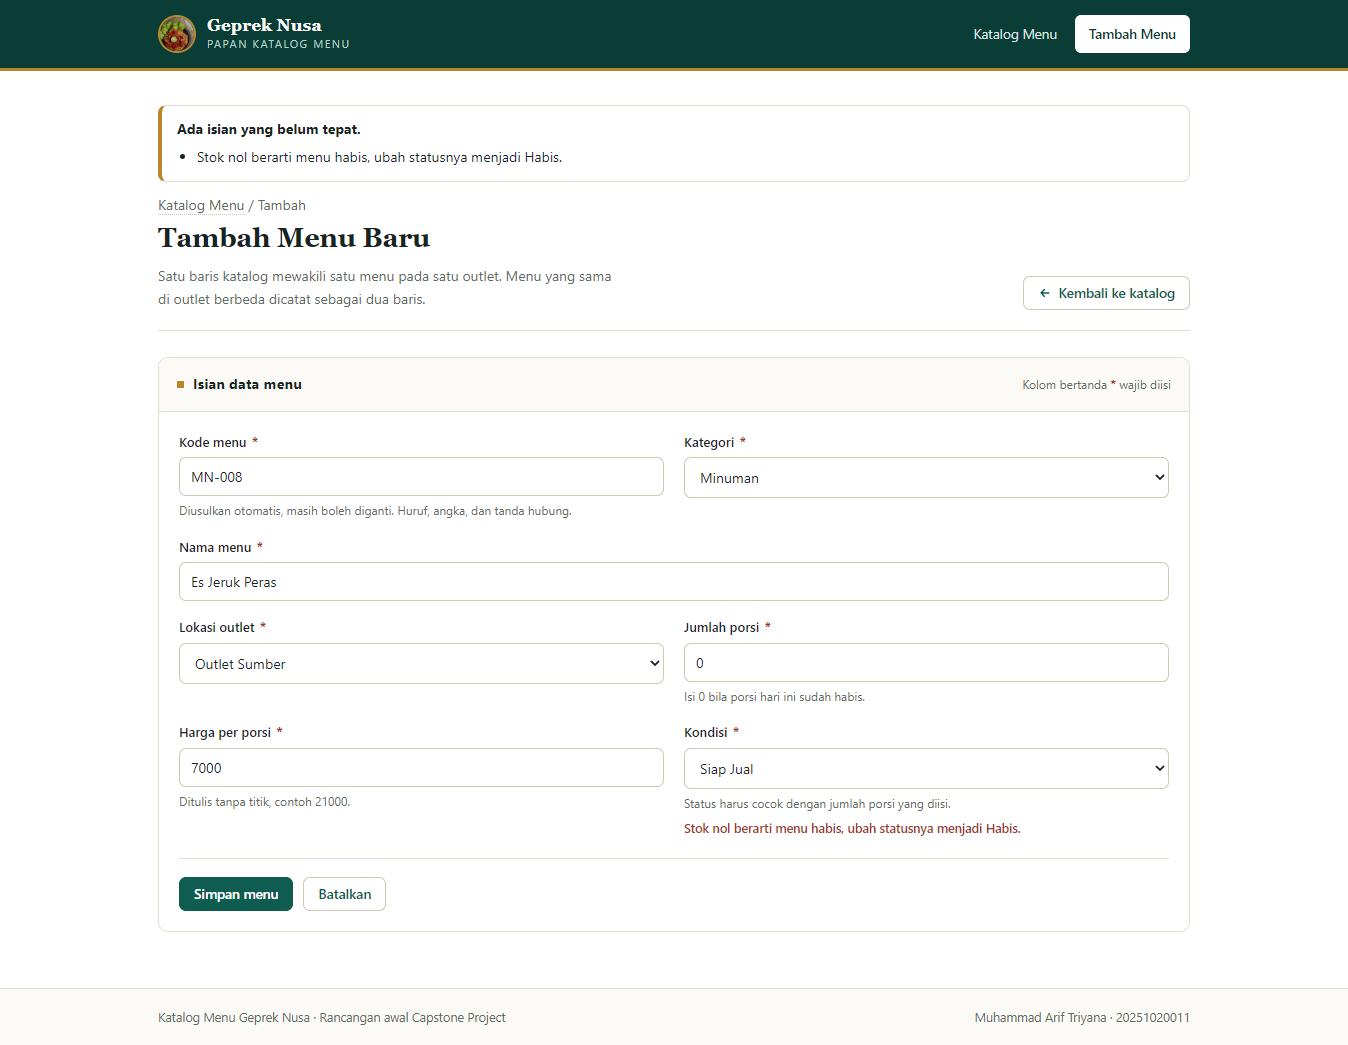 Geprek Nusa
PAPAN KATALOG MENU
Katalog Menu
Tambah Menu
Ada isian yang belum tepat.
• Stok nol berarti menu habis, ubah statusnya menjadi Habis.
Katalog Menu / Tambah
Tambah Menu Baru
Satu baris katalog mewakili satu menu pada satu outlet. Menu yang sama
di outlet berbeda dicatat sebagai dua baris.
← Kembali ke katalog
Isian data menu
Kolom bertanda * wajib diisi
Kode menu *
MN-008
Diusulkan otomatis, masih boleh diganti. Huruf, angka, dan tanda hubung.
Kategori *
Minuman
Nama menu *
Es Jeruk Peras
Lokasi outlet *
Outlet Sumber
Jumlah porsi *
0
Isi 0 bila porsi hari ini sudah habis.
Harga per porsi *
7000
Ditulis tanpa titik, contoh 21000.
Kondisi *
Siap Jual
Status harus cocok dengan jumlah porsi yang diisi.
Stok nol berarti menu habis, ubah statusnya menjadi Habis.
Simpan menu
Batalkan
Katalog Menu Geprek Nusa · Rancangan awal Capstone Project
Muhammad Arif Triyana · 20251020011